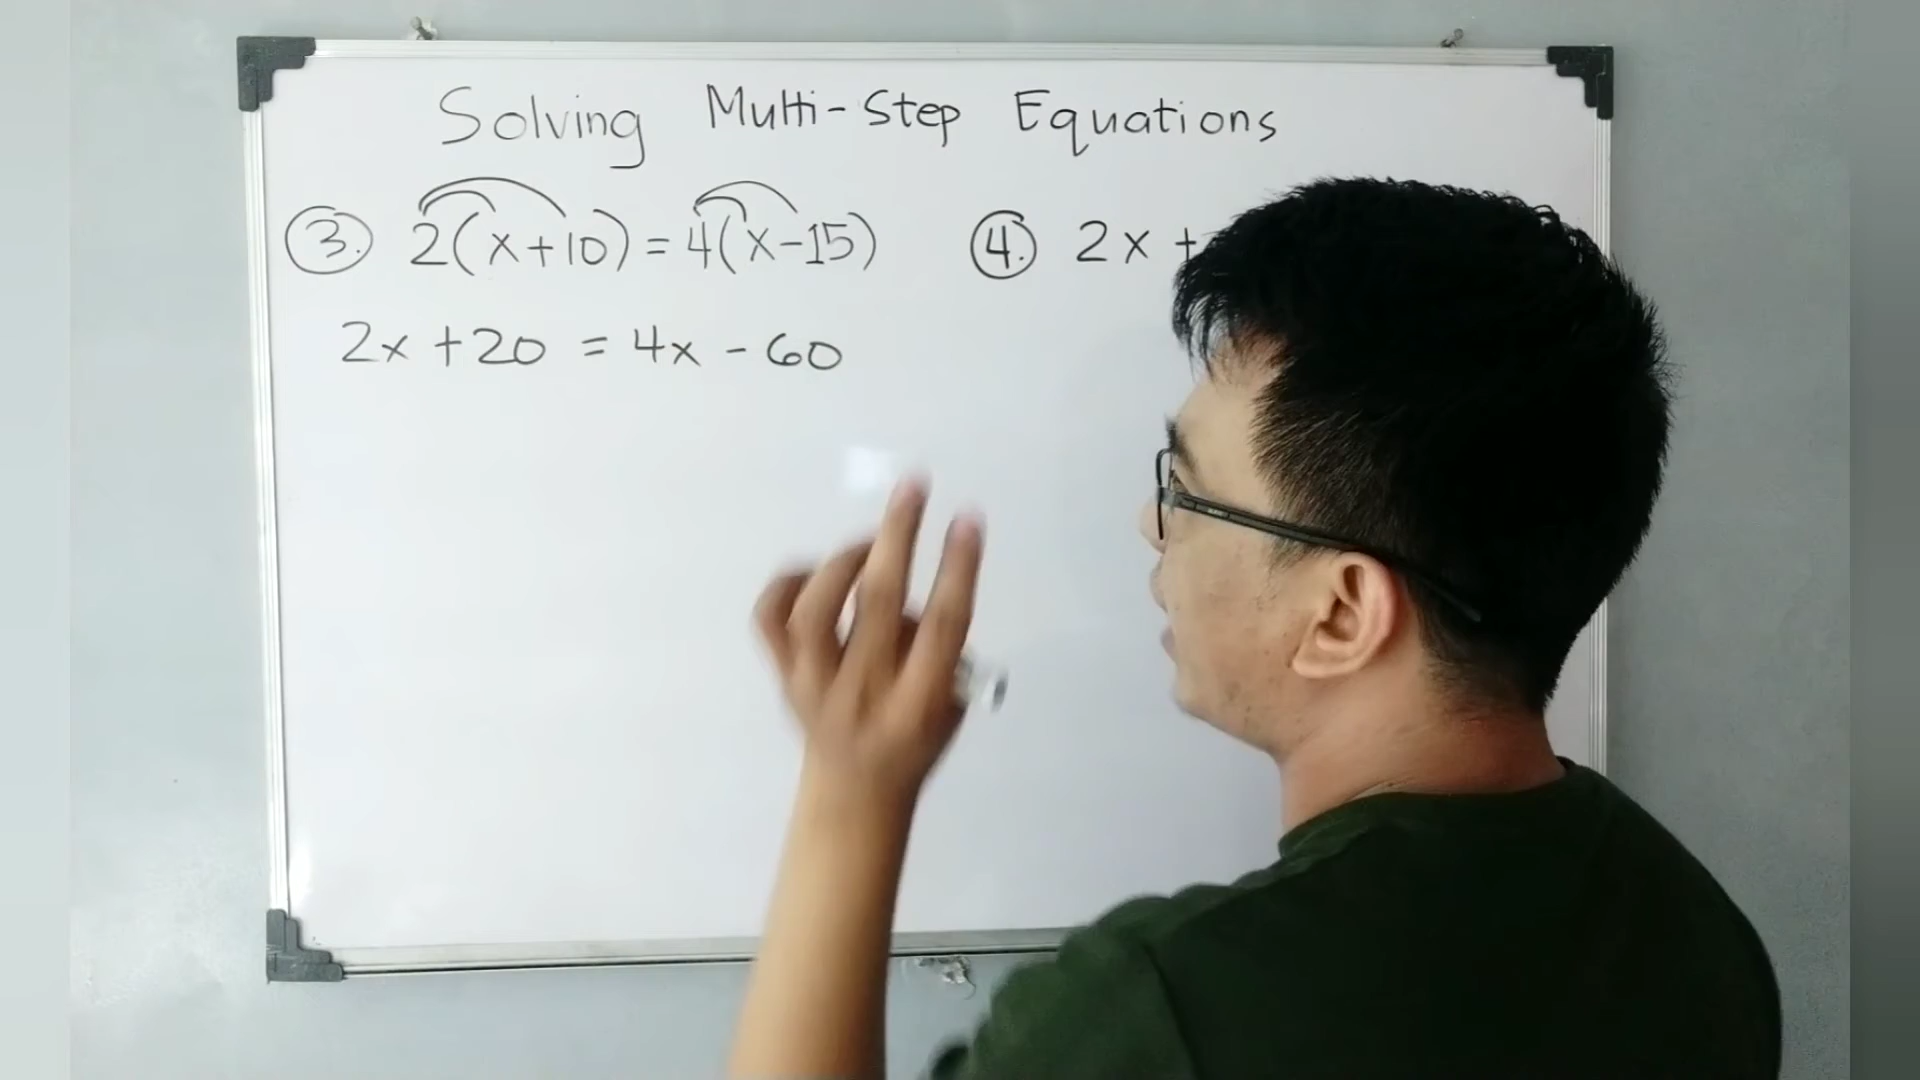 Solving Multi-Step Equations
3. 2(x+10)=4(x-15)
2x +20 = 4x - 60
4. 2x +